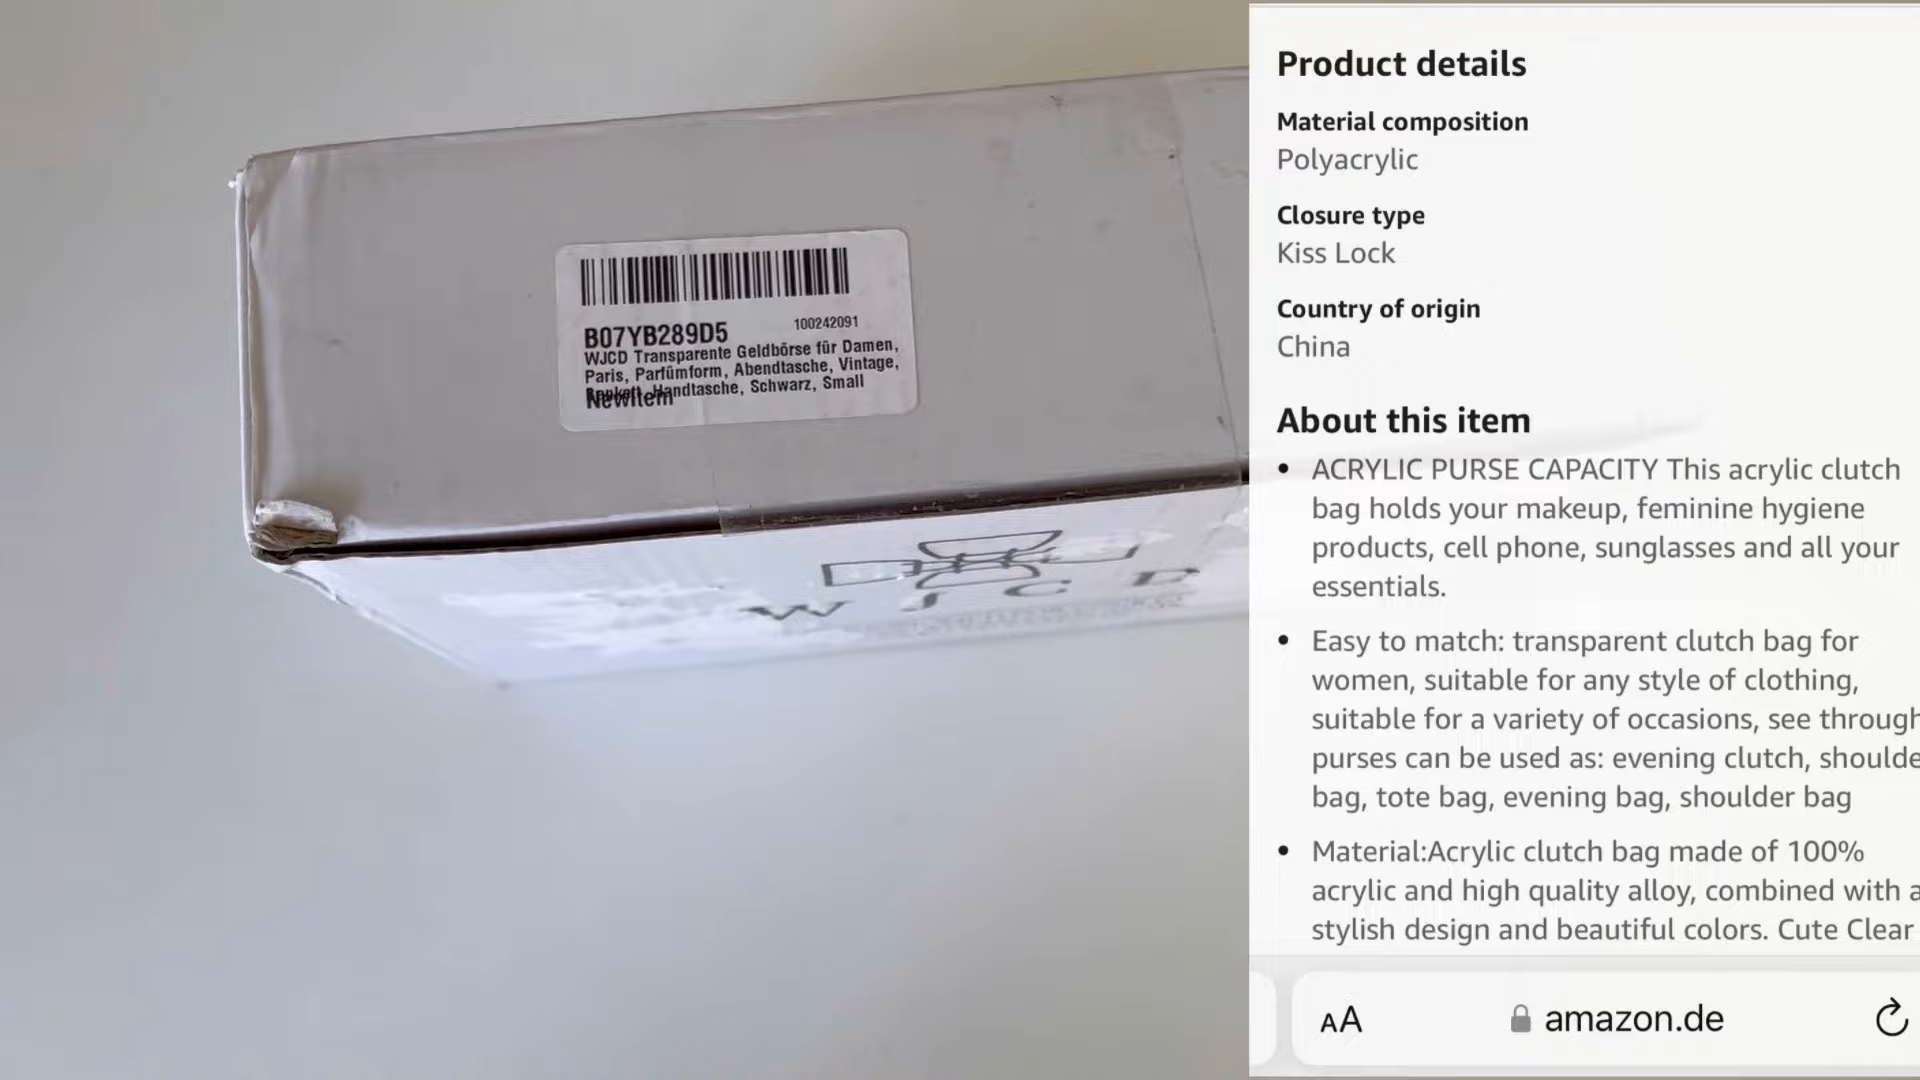 B07YB289D5
100242091
WJCD Transparente Geldbörse für Damen,
Paris, Parfümform, Abendtasche, Vintage,
Handtasche, Schwarz, Small
NewItem
W J C D
Product details
Material composition
Polyacrylic
Closure type
Kiss Lock
Country of origin
China
About this item
• ACRYLIC PURSE CAPACITY This acrylic clutch
bag holds your makeup, feminine hygiene
products, cell phone, sunglasses and all your
essentials.
• Easy to match: transparent clutch bag for
women, suitable for any style of clothing,
suitable for a variety of occasions, see through
purses can be used as: evening clutch, shoulde
bag, tote bag, evening bag, shoulder bag
• Material:Acrylic clutch bag made of 100%
acrylic and high quality alloy, combined with a
stylish design and beautiful colors. Cute Clear
AA
amazon.de